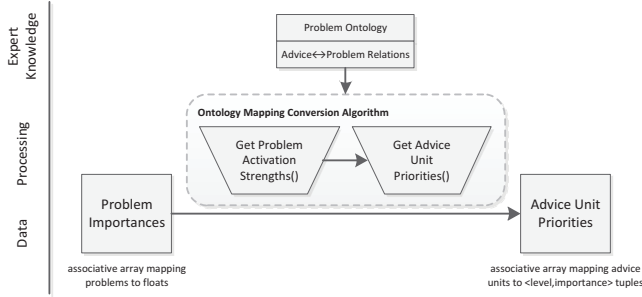 Expert
Knowledge
Problem Ontology
Advice↔Problem Relations
Processing
Ontology Mapping Conversion Algorithm
Get Problem
Activation
Strengths()
Get Advice
Unit
Priorities()
Data
Problem
Importances
Advice Unit
Priorities
associative array mapping
problems to floats
associative array mapping advice
units to <level,importance> tuples